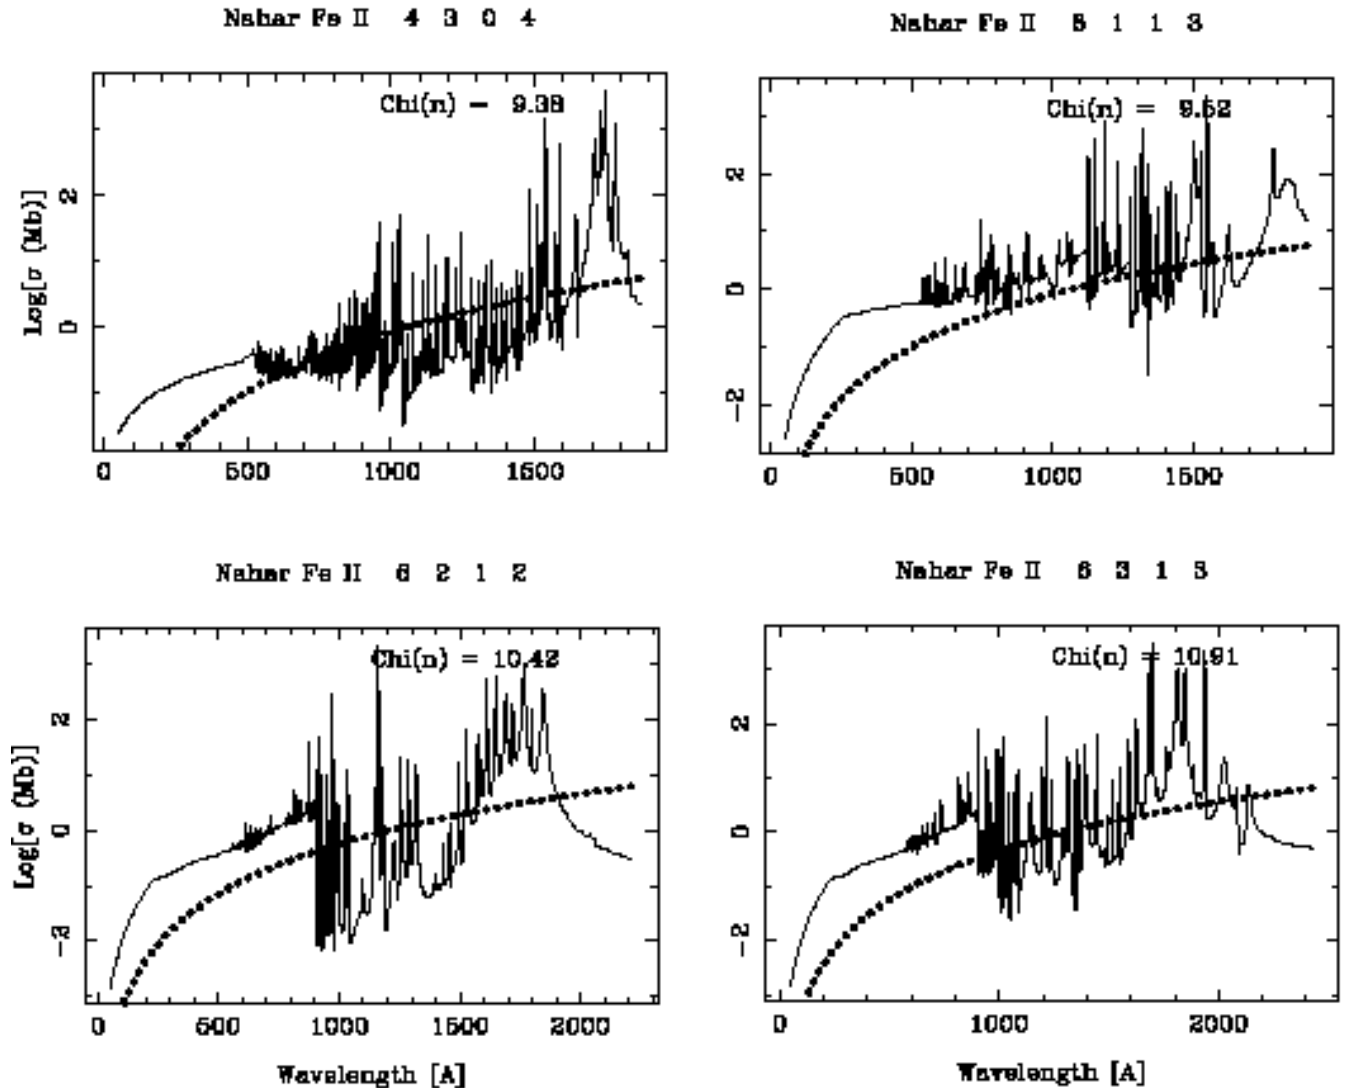 Nahar Fe II 4 3 0 4
Nahar Fe II 6 1 1 3
Chi(n) = 9.38
Chi(n) = 9.52
Log[σ (Mb)]
2
0
2
0
-2
0 500 1000 1500
0 500 1000 1500
Nahar Fe II 6 2 1 2
Nahar Fe II 6 3 1 3
Chi(n) = 10.42
Chi(n) = 10.91
Log[σ (Mb)]
2
0
-2
2
0
-2
0 500 1000 1500 2000
0 1000 2000
Wavelength [A]
Wavelength [A]